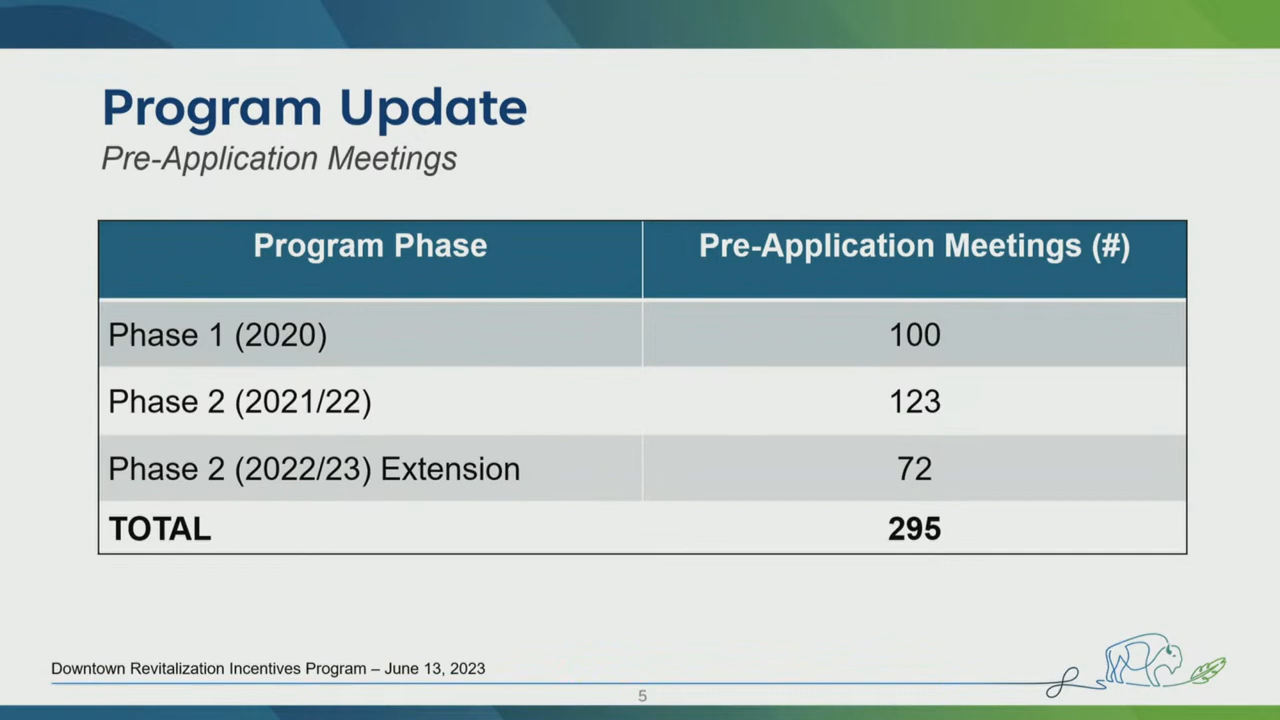 Program Update
Pre-Application Meetings
Program Phase Pre-Application Meetings (#)
Phase 1 (2020) 100
Phase 2 (2021/22) 123
Phase 2 (2022/23) Extension 72
TOTAL 295
Downtown Revitalization Incentives Program – June 13, 2023
5